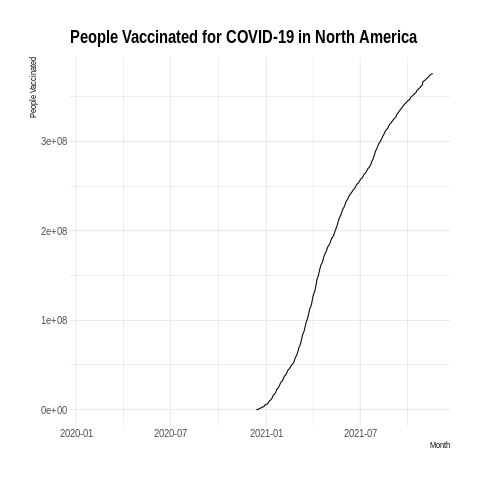 People Vaccinated for COVID-19 in North America
People Vaccinated
3e+08
2e+08
1e+08
0e+00
2020-01 2020-07 2021-01 2021-07
Month